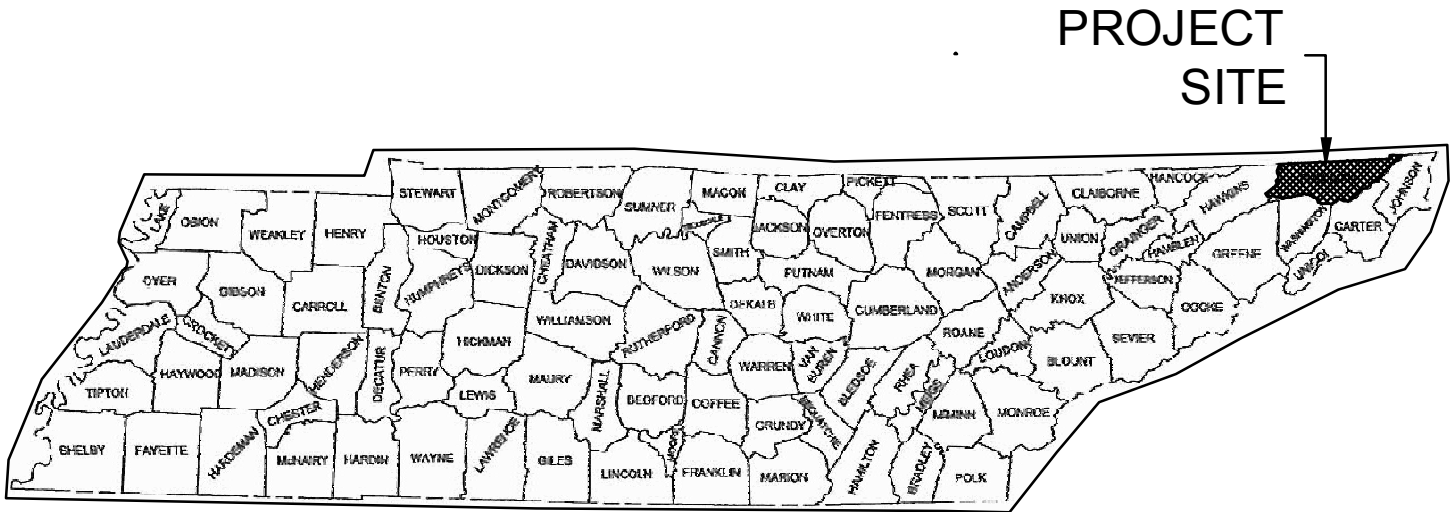 PROJECT
SITE
STEWART
MONTGOMERY
ROBERTSON
SUMNER
MACON
CLAY
PICKETT
FENTRESS
SCOTT
CAMPBELL
CLAIBORNE
HANCOCK
HAWKINS
JOHNSON
LAKE
OBION
WEAKLEY
HENRY
HOUSTON
CHEATHAM
JACKSON
OVERTON
UNION
GRAINGER
HAMBLEN
GREENE
WASHINGTON
CARTER
UNICOI
DYER
GIBSON
CARROLL
BENTON
HUMPHREYS
DICKSON
DAVIDSON
WILSON
SMITH
PUTNAM
MORGAN
ANDERSON
JEFFERSON
COCKE
LAUDERDALE
CROCKETT
WILLIAMSON
RUTHERFORD
CANNON
DEKALB
WHITE
CUMBERLAND
ROANE
KNOX
SEVIER
TIPTON
HAYWOOD
MADISON
HENDERSON
DECATUR
PERRY
HICKMAN
LEWIS
MAURY
MARSHALL
BEDFORD
COFFEE
WARREN
VAN
BUREN
BLEDSOE
RHEA
MEIGS
LOUDON
BLOUNT
SHELBY
FAYETTE
HARDEMAN
CHESTER
McNAIRY
HARDIN
WAYNE
LAWRENCE
GILES
LINCOLN
MOORE
FRANKLIN
GRUNDY
SEQUATCHIE
MARION
HAMILTON
BRADLEY
McMINN
MONROE
POLK